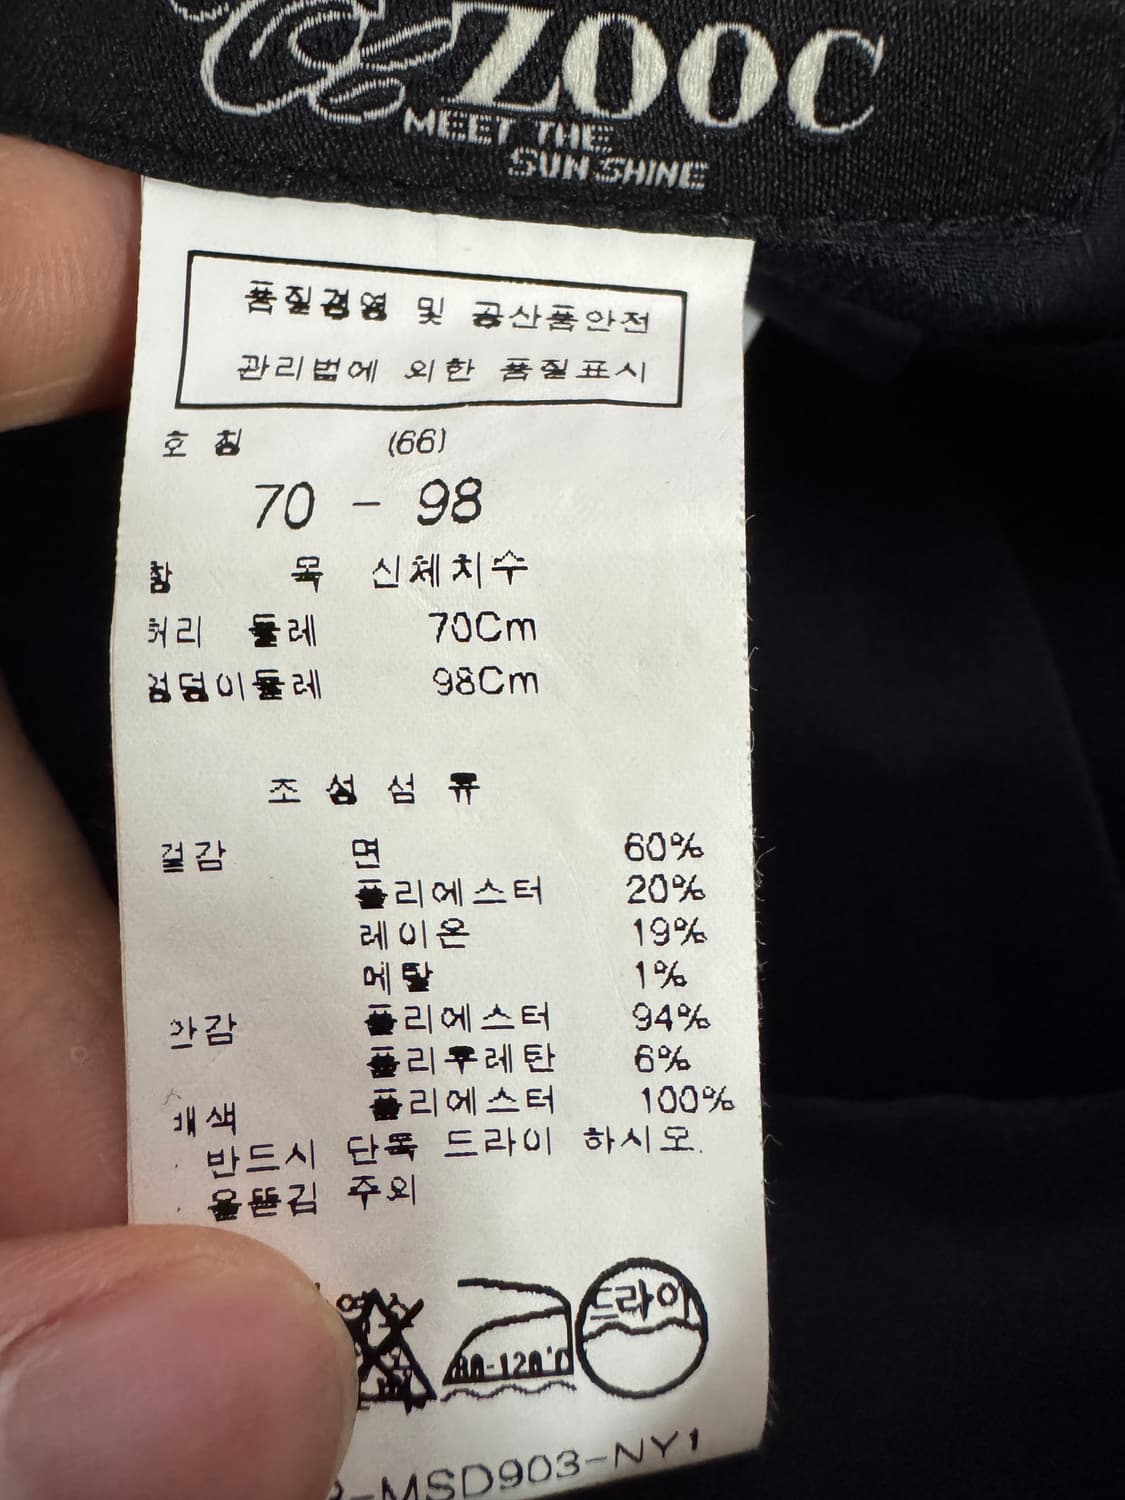 ZOOC
MEET THE
SUNSHINE
품질경영 및 공산품안전
관리법에 의한 품질표시
호 칭 (66)
70 - 98
항 목 신체치수
허리 둘레 70Cm
엉덩이둘레 98Cm
조 성 섬 유
겉감 면 60%
폴리에스터 20%
레이온 19%
메탈 1%
안감 폴리에스터 94%
폴리우레탄 6%
배색 폴리에스터 100%
반드시 단독 드라이 하시오.
올뜯김 주의
80-120℃
드라이
-MSD903-NY1